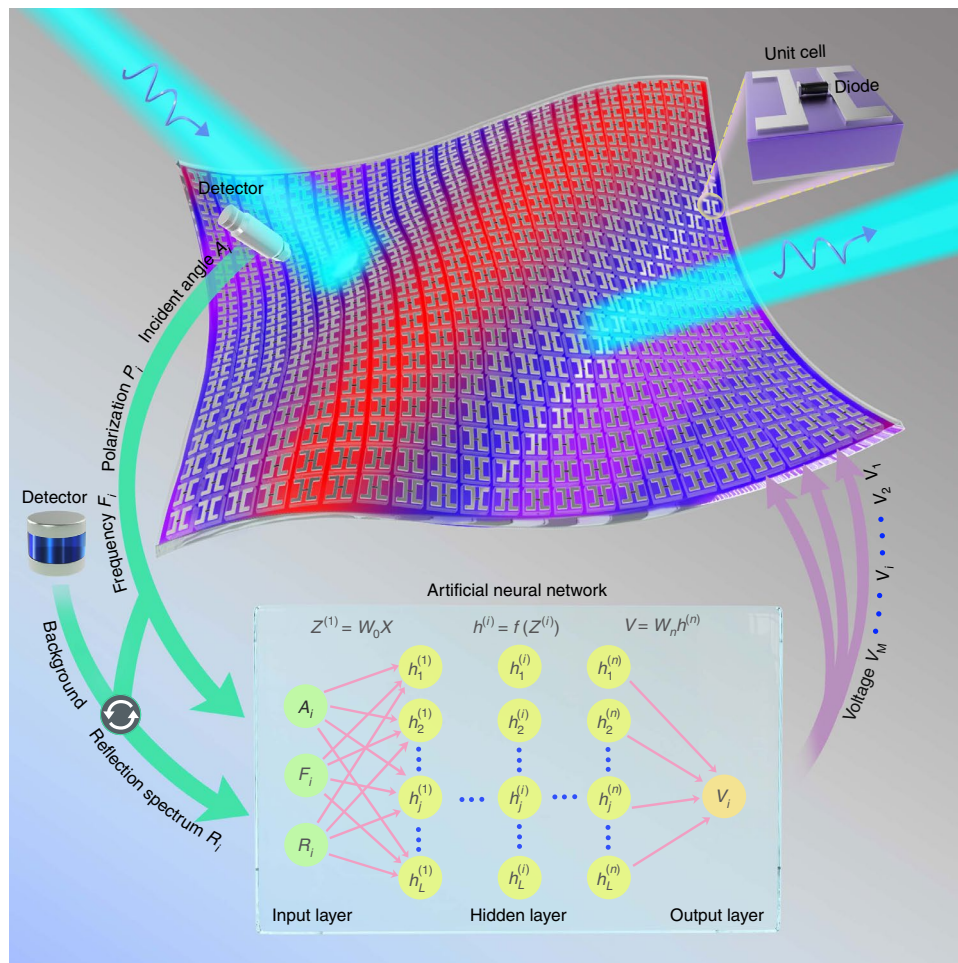 Unit cell
Diode
Detector
Incident angle A_i
Polarization P_i
Frequency F_i
Detector
Background
Reflection spectrum R_i
V_1
V_2
V_i
Voltage V_M
Artificial neural network
Z^(1) = W_0X
h^(i) = f (Z^(i))
V = W_nh^(n)
A_i
F_i
R_i
h_1^(1)
h_2^(1)
h_j^(1)
h_L^(1)
h_1^(i)
h_2^(i)
h_j^(i)
h_L^(i)
h_1^(n)
h_2^(n)
h_j^(n)
h_L^(n)
V_i
Input layer
Hidden layer
Output layer